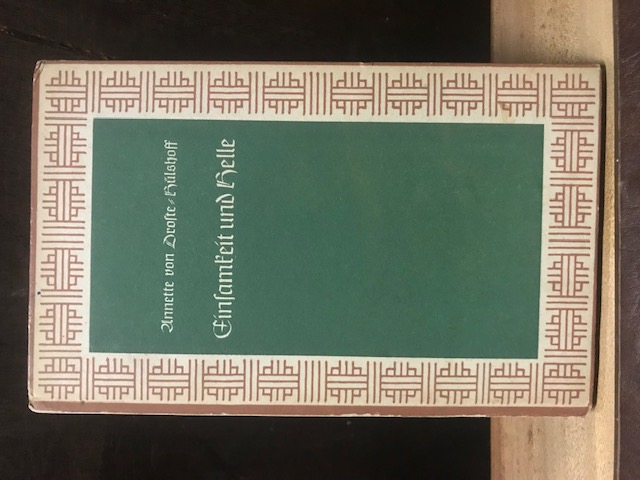 Annette von Droste-Hülshoff
Einsamkeit und Helle